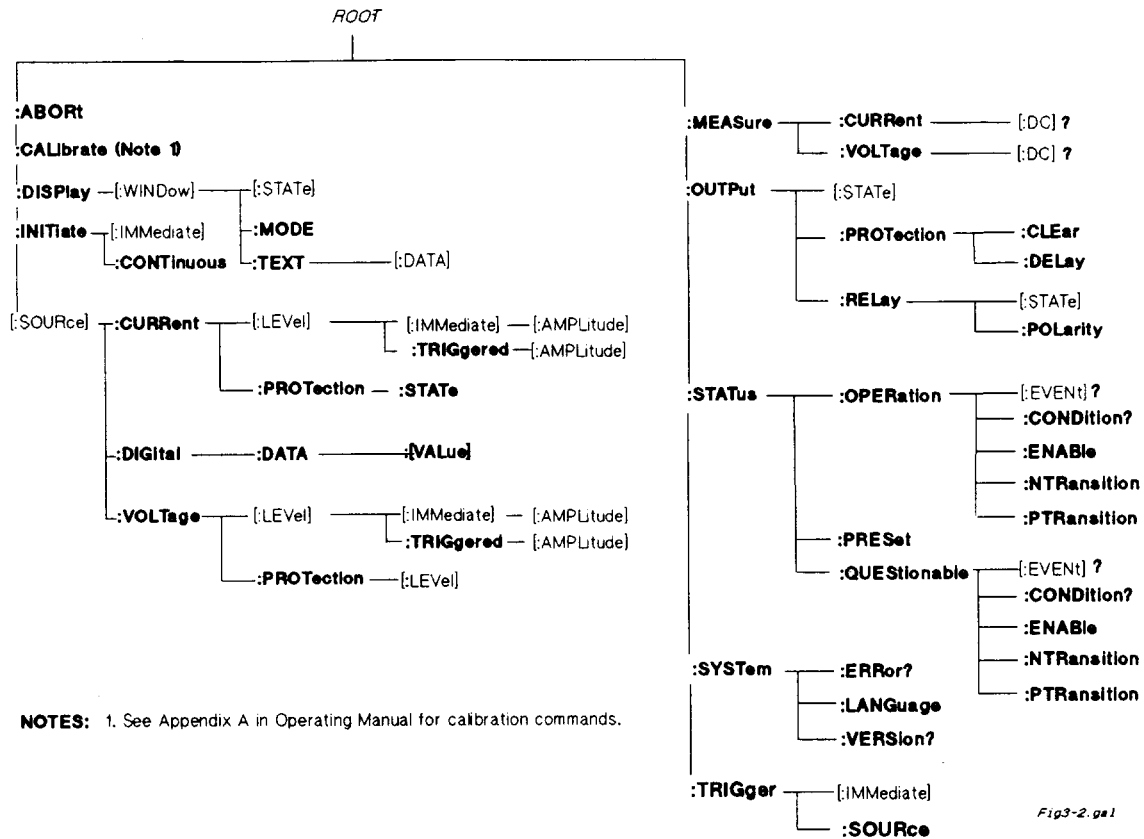 ROOT
:ABORt
:CALibrate (Note 1)
:DISPlay [:WINDow] [:STATe]
:MODE
:TEXT [:DATA]
:INITiate [:IMMediate]
:CONTinuous
[:SOURce] :CURRent [:LEVel] [:IMMediate] [:AMPLitude]
:TRIGgered [:AMPLitude]
:PROTection :STATe
:DIGital :DATA :[VALue]
:VOLTage [:LEVel] [:IMMediate] [:AMPLitude]
:TRIGgered [:AMPLitude]
:PROTection [:LEVel]
NOTES: 1. See Appendix A in Operating Manual for calibration commands.
:MEASure :CURRent [:DC] ?
:VOLTage [:DC] ?
:OUTPut [:STATe]
:PROTection :CLEar
:DELay
:RELay [:STATe]
:POLarity
:STATus :OPERation [:EVENt] ?
:CONDition?
:ENABle
:NTRansition
:PTRansition
:PRESet
:QUEStionable [:EVENt] ?
:CONDition?
:ENABle
:NTRansition
:PTRansition
:SYSTem :ERRor?
:LANGuage
:VERSion?
:TRIGger [:IMMediate]
:SOURce
Fig3-2.gal